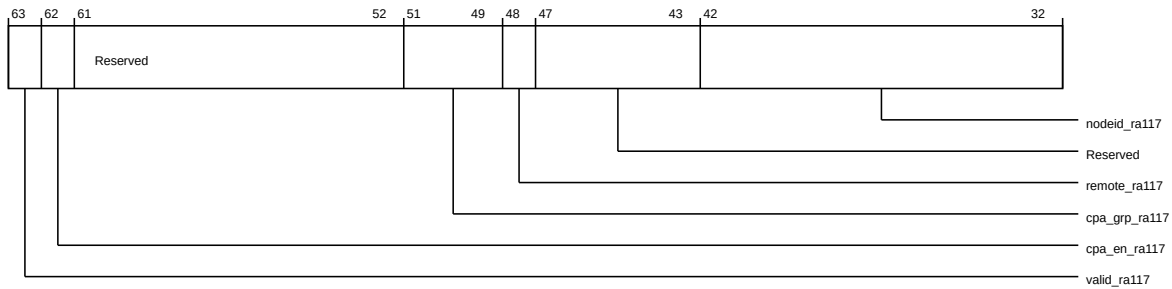 63 62 61 52 51 49 48 47 43 42 32
Reserved
nodeid_ra117
Reserved
remote_ra117
cpa_grp_ra117
cpa_en_ra117
valid_ra117